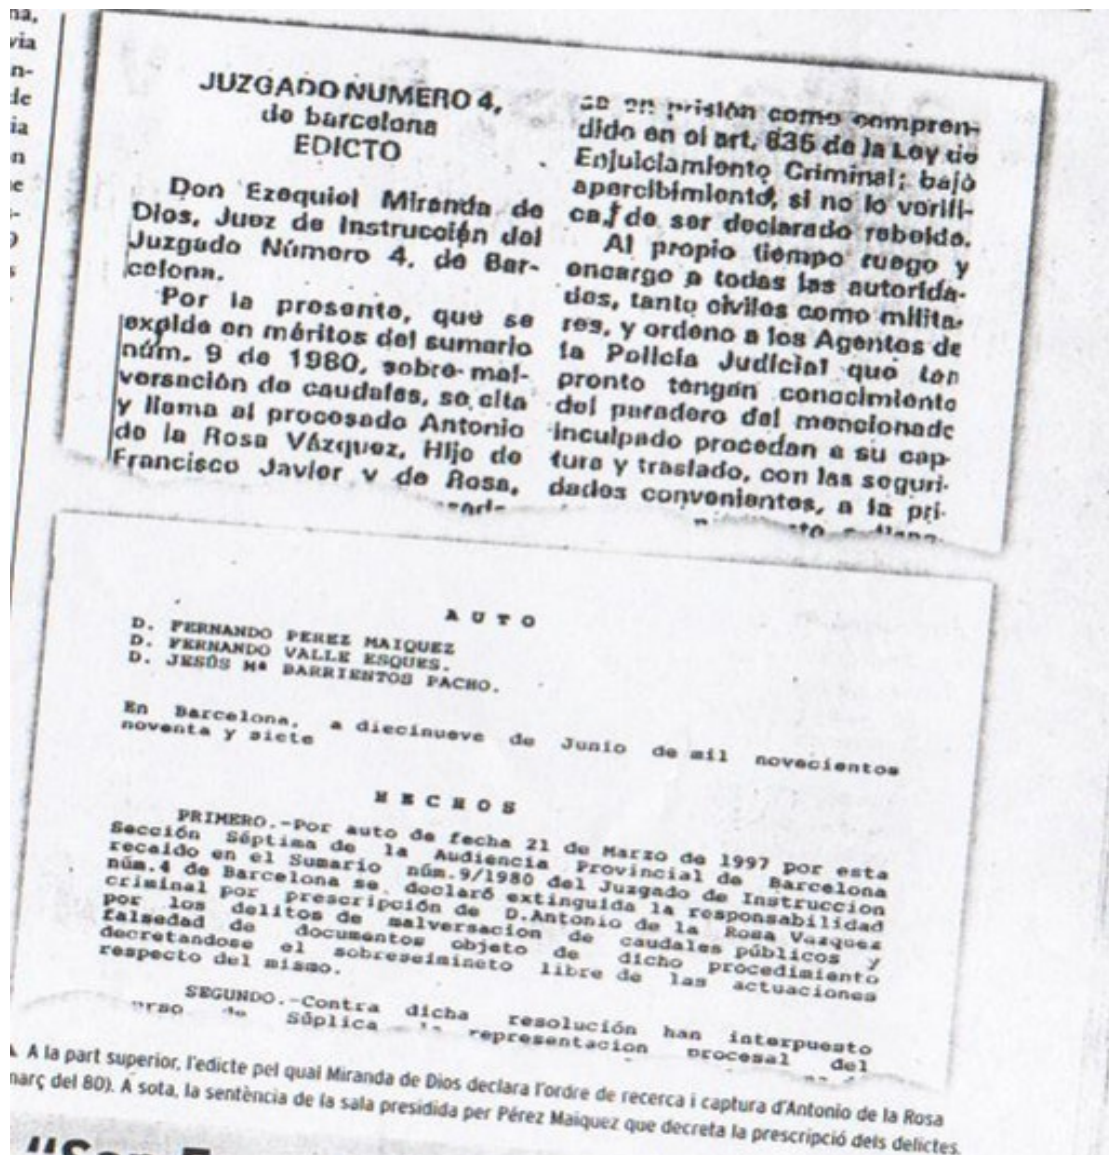 na,
via
n-
de
ia
n
e
-
JUZGADO NUMERO 4,
de barcelona
EDICTO
Don Ezequiel Miranda de
Dios, Juez de Instrucción del
Juzgado Número 4, de Bar-
celona.
Por la presente, que se
expide en méritos del sumario
núm. 9 de 1980, sobre mal-
versación de caudales, se cita
y llama al procesado Antonio
de la Rosa Vázquez, Hijo de
Francisco Javier y de Rosa,
se en prisión como compren-
dido en el art. 835 de la Ley de
Enjuiciamiento Criminal; bajo
apercibimiento, si no lo verifi-
ca, de ser declarado rebelde.
Al propio tiempo ruego y
encargo a todas las autorida-
des, tanto civiles como milita-
res, y ordeno a los Agentes de
la Policía Judicial que tan
pronto tengan conocimiento
del paradero del mencionado
inculpado procedan a su cap-
tura y traslado, con las seguri-
dades convenientes, a la pri-
AUTO
D. FERNANDO PEREZ MAIQUEZ
D. FERNANDO VALLE ESQUES.
D. JESÚS Mª BARRIENTOS PACHO.
En Barcelona, a diecinueve de Junio de mil novecientos
noventa y siete
HECHOS
PRIMERO.-Por auto de fecha 21 de Marzo de 1997 por esta
Sección Séptima de la Audiencia Provincial de Barcelona
recaido en el Sumario núm.9/1980 del Juzgado de Instruccion
núm.4 de Barcelona se declaró extinguida la responsabilidad
criminal por prescripción de D.Antonio de la Rosa Vazquez
por los delitos de malversacion de caudales públicos y
falsedad de documentos objeto de dicho procedimiento
decretandose el sobreseimineto libre de las actuaciones
respecto del mismo.
SEGUNDO.-Contra dicha resolución han interpuesto
de Súplica la representacion procesal del
A la part superior, l'edicte pel qual Miranda de Dios declara l'ordre de recerca i captura d'Antonio de la Rosa
març del 80). A sota, la sentència de la sala presidida per Pérez Maiquez que decreta la prescripció dels delictes.